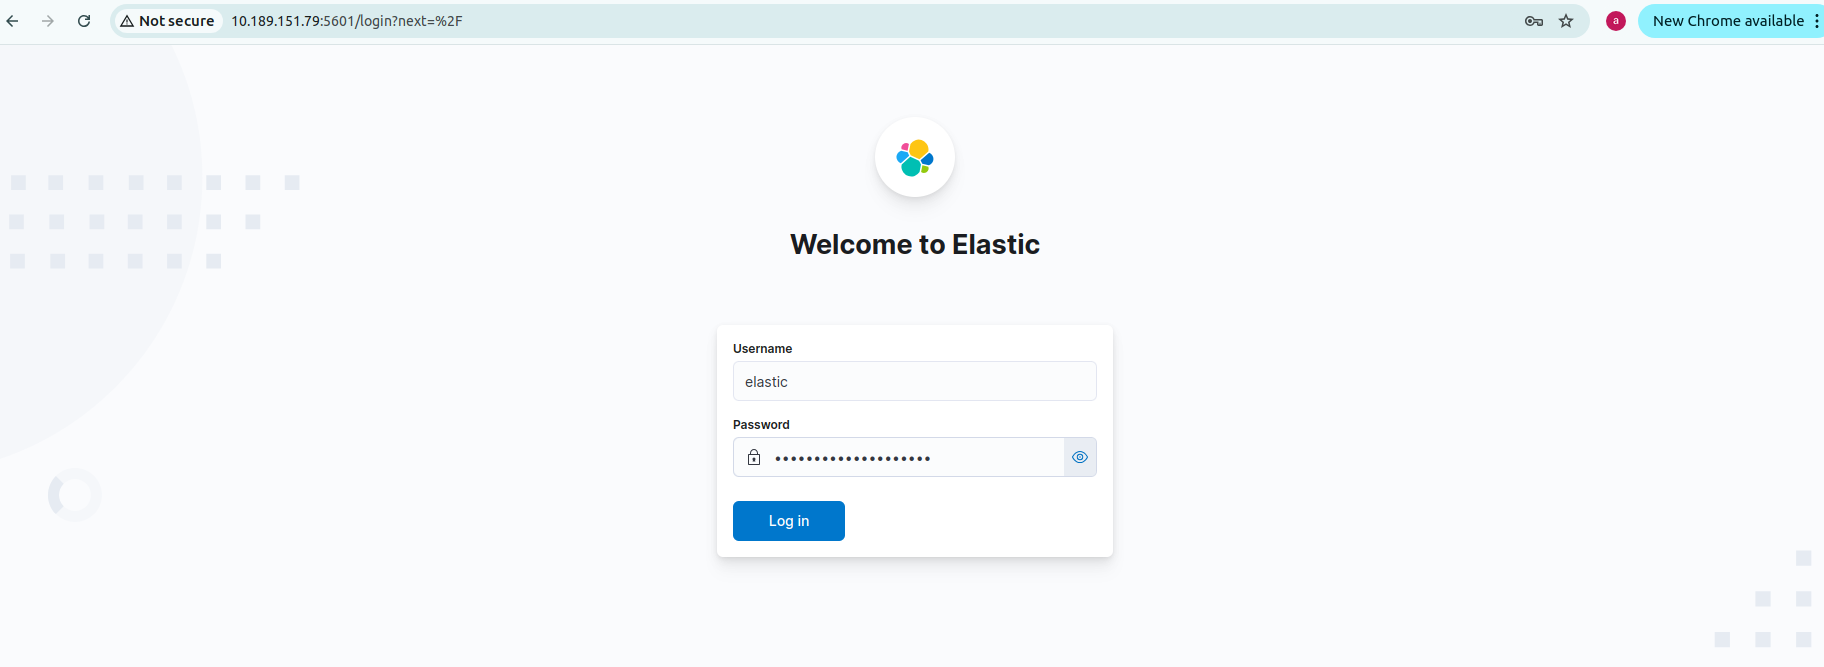 Not secure 10.189.151.79:5601/login?next=%2F a New Chrome available
Welcome to Elastic
Username
elastic
Password
••••••••••••••••••••
Log in